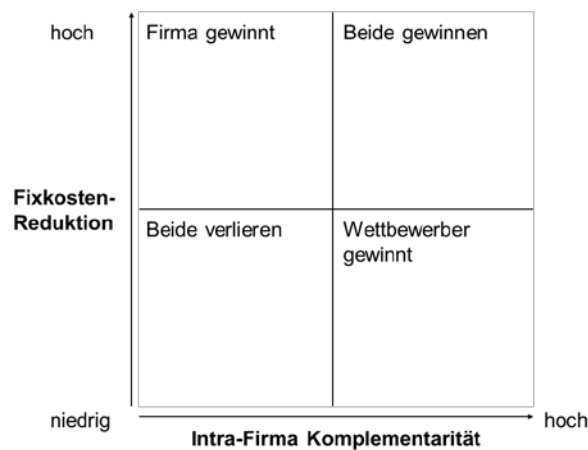 hoch
Firma gewinnt
Beide gewinnen
Fixkosten-
Reduktion
Beide verlieren
Wettbewerber
gewinnt
niedrig
hoch
Intra-Firma Komplementarität